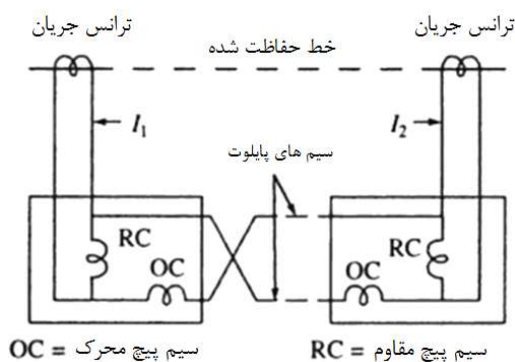 ترانس جریان
ترانس جریان
خط حفاظت شده
I₁
I₂
سیم های پایلوت
RC
OC
RC
OC
OC = سیم پیچ محرک
RC = سیم پیچ مقاوم